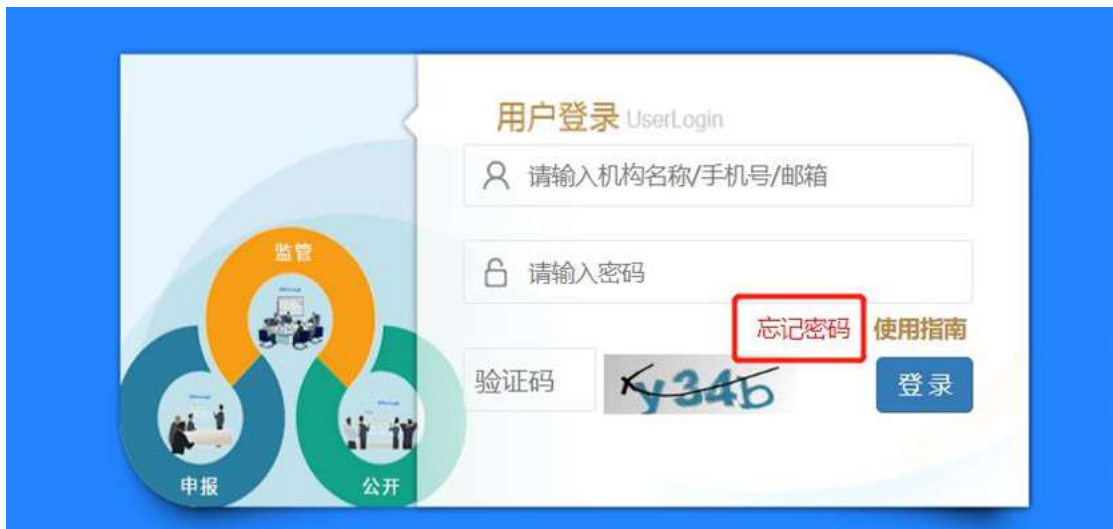 用户登录 UserLogin
请输入机构名称/手机号/邮箱
请输入密码
忘记密码 使用指南
验证码 y34b 登录
监管
申报 公开